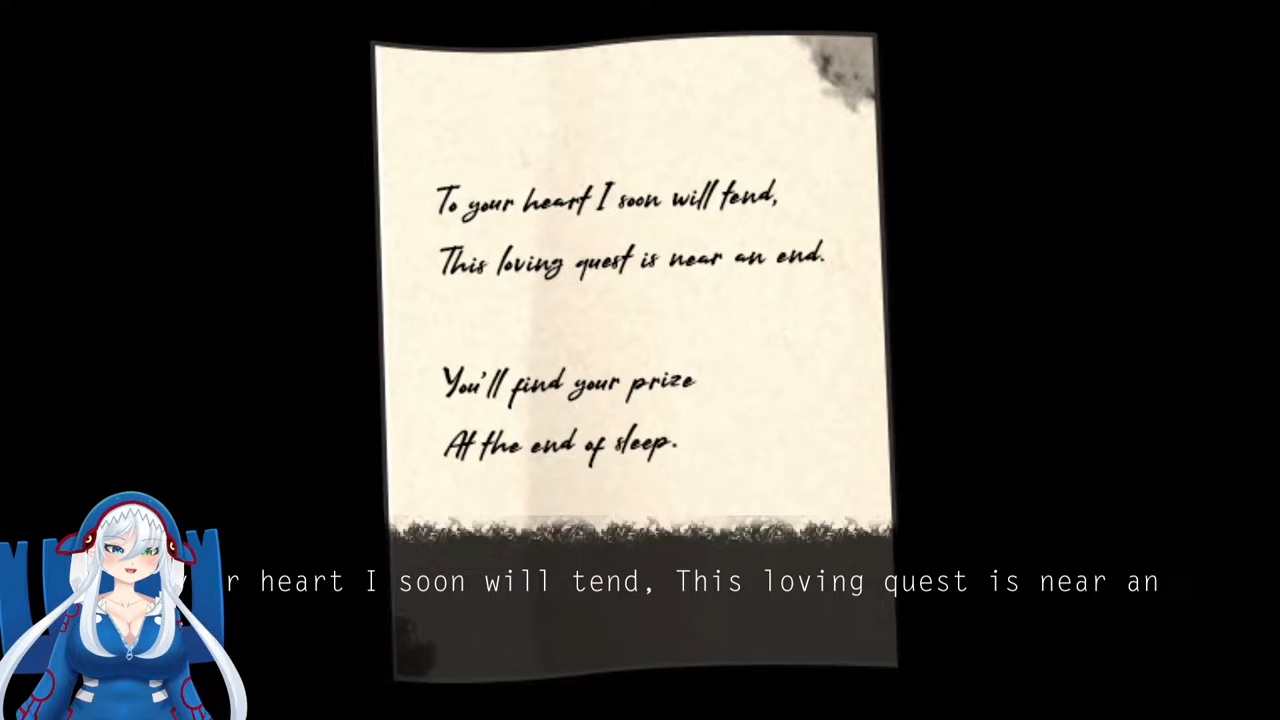 To your heart I soon will tend,
This loving quest is near an end.
You'll find your prize
At the end of sleep.
r heart I soon will tend, This loving quest is near an